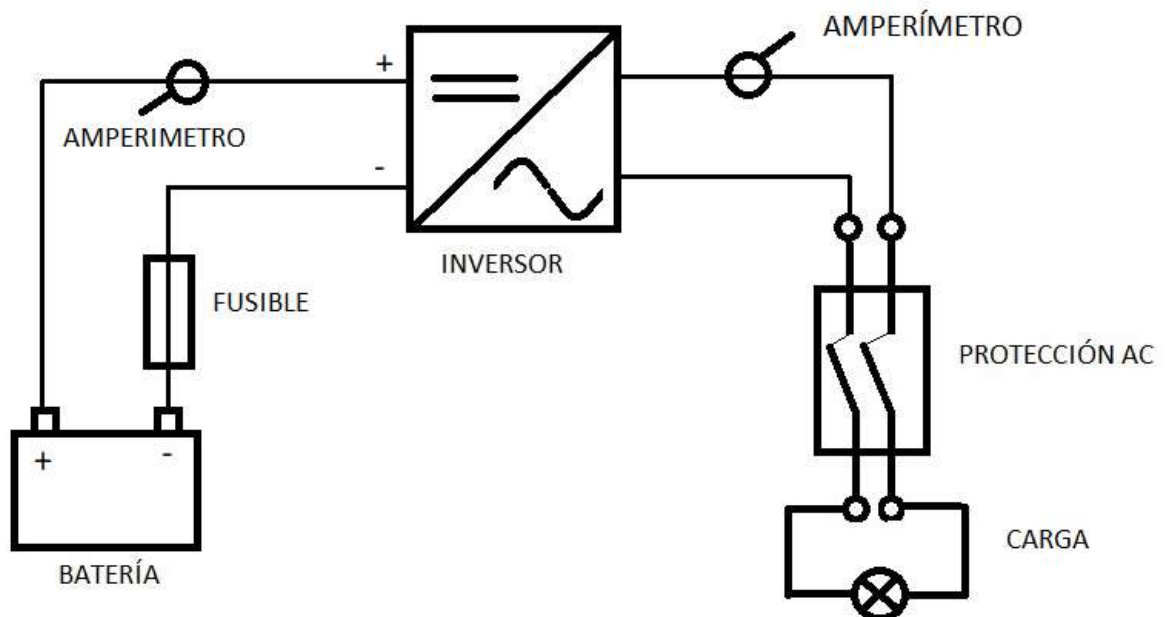 AMPERÍMETRO
+
AMPERIMETRO
-
INVERSOR
FUSIBLE
PROTECCIÓN AC
+ -
CARGA
BATERÍA